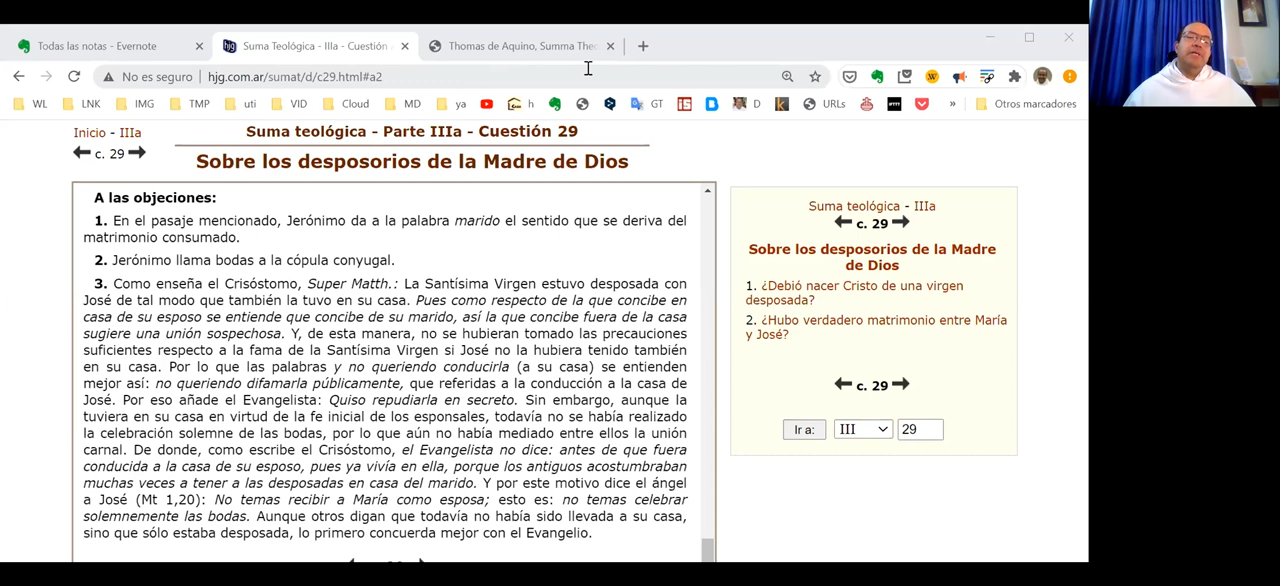 Todas las notas - Evernote
Suma Teológica - IIIa - Cuestión
Thomas de Aquino, Summa Theo
No es seguro | hjg.com.ar/sumat/d/c29.html#a2
WL LNK IMG TMP uti VID Cloud MD ya h GT D URLs » Otros marcadores
Inicio - IIIa
c. 29
Suma teológica - Parte IIIa - Cuestión 29
Sobre los desposorios de la Madre de Dios
A las objeciones:
1. En el pasaje mencionado, Jerónimo da a la palabra marido el sentido que se deriva del
matrimonio consumado.
2. Jerónimo llama bodas a la cópula conyugal.
3. Como enseña el Crisóstomo, Super Matth.: La Santísima Virgen estuvo desposada con
José de tal modo que también la tuvo en su casa. Pues como respecto de la que concibe en
casa de su esposo se entiende que concibe de su marido, así la que concibe fuera de la casa
sugiere una unión sospechosa. Y, de esta manera, no se hubieran tomado las precauciones
suficientes respecto a la fama de la Santísima Virgen si José no la hubiera tenido también
en su casa. Por lo que las palabras y no queriendo conducirla (a su casa) se entienden
mejor así: no queriendo difamarla públicamente, que referidas a la conducción a la casa de
José. Por eso añade el Evangelista: Quiso repudiarla en secreto. Sin embargo, aunque la
tuviera en su casa en virtud de la fe inicial de los esponsales, todavía no se había realizado
la celebración solemne de las bodas, por lo que aún no había mediado entre ellos la unión
carnal. De donde, como escribe el Crisóstomo, el Evangelista no dice: antes de que fuera
conducida a la casa de su esposo, pues ya vivía en ella, porque los antiguos acostumbraban
muchas veces a tener a las desposadas en casa del marido. Y por este motivo dice el ángel
a José (Mt 1,20): No temas recibir a María como esposa; esto es: no temas celebrar
solemnemente las bodas. Aunque otros digan que todavía no había sido llevada a su casa,
sino que sólo estaba desposada, lo primero concuerda mejor con el Evangelio.
Suma teológica - IIIa
c. 29
Sobre los desposorios de la Madre
de Dios
1. ¿Debió nacer Cristo de una virgen
desposada?
2. ¿Hubo verdadero matrimonio entre María
y José?
c. 29
Ir a: III 29